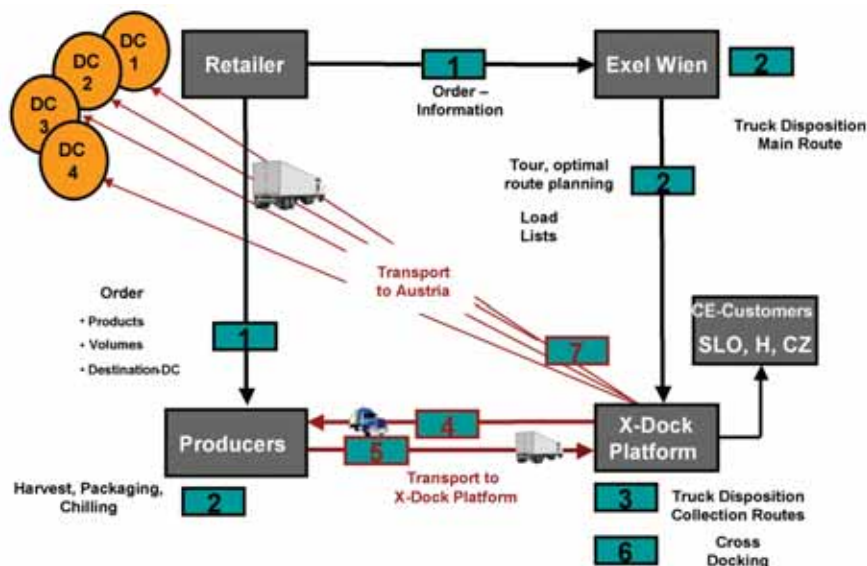 DC
1
DC
2
DC
3
DC
4
Retailer
1
Order –
Information
Exel Wien
2
Truck Disposition
Main Route
Tour, optimal
route planning
2
Load
Lists
Transport
to Austria
Order
• Products
• Volumes
• Destination-DC
1
7
CE-Customers
SLO, H, CZ
Producers
4
5
Transport to
X-Dock Platform
X-Dock
Platform
Harvest, Packaging,
Chilling
2
3
Truck Disposition
Collection Routes
6
Cross
Docking